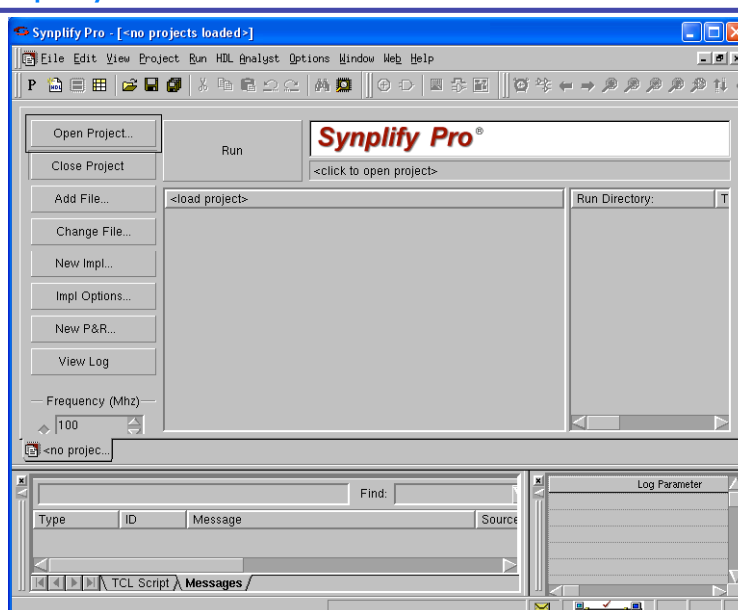 Synplify Pro - [<no projects loaded>]
File Edit View Project Run HDL Analyst Options Window Web Help
P
Open Project...
Run
Synplify Pro®
Close Project
<click to open project>
Add File...
<load project>
Run Directory:
T
Change File...
New Impl...
Impl Options...
New P&R...
View Log
Frequency (Mhz)
100
<no projec...
Find:
Log Parameter
Type ID Message Source
TCL Script Messages